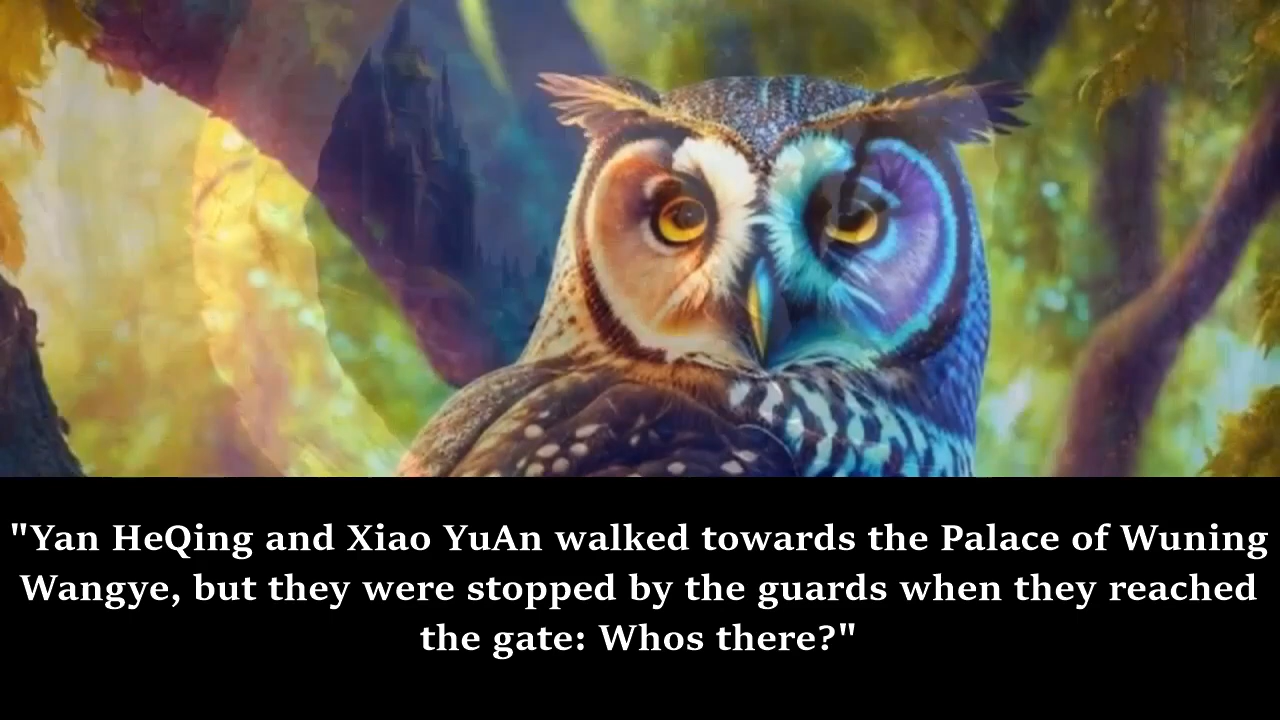 "Yan HeQing and Xiao YuAn walked towards the Palace of Wuning
Wangye, but they were stopped by the guards when they reached
the gate: Whos there?"